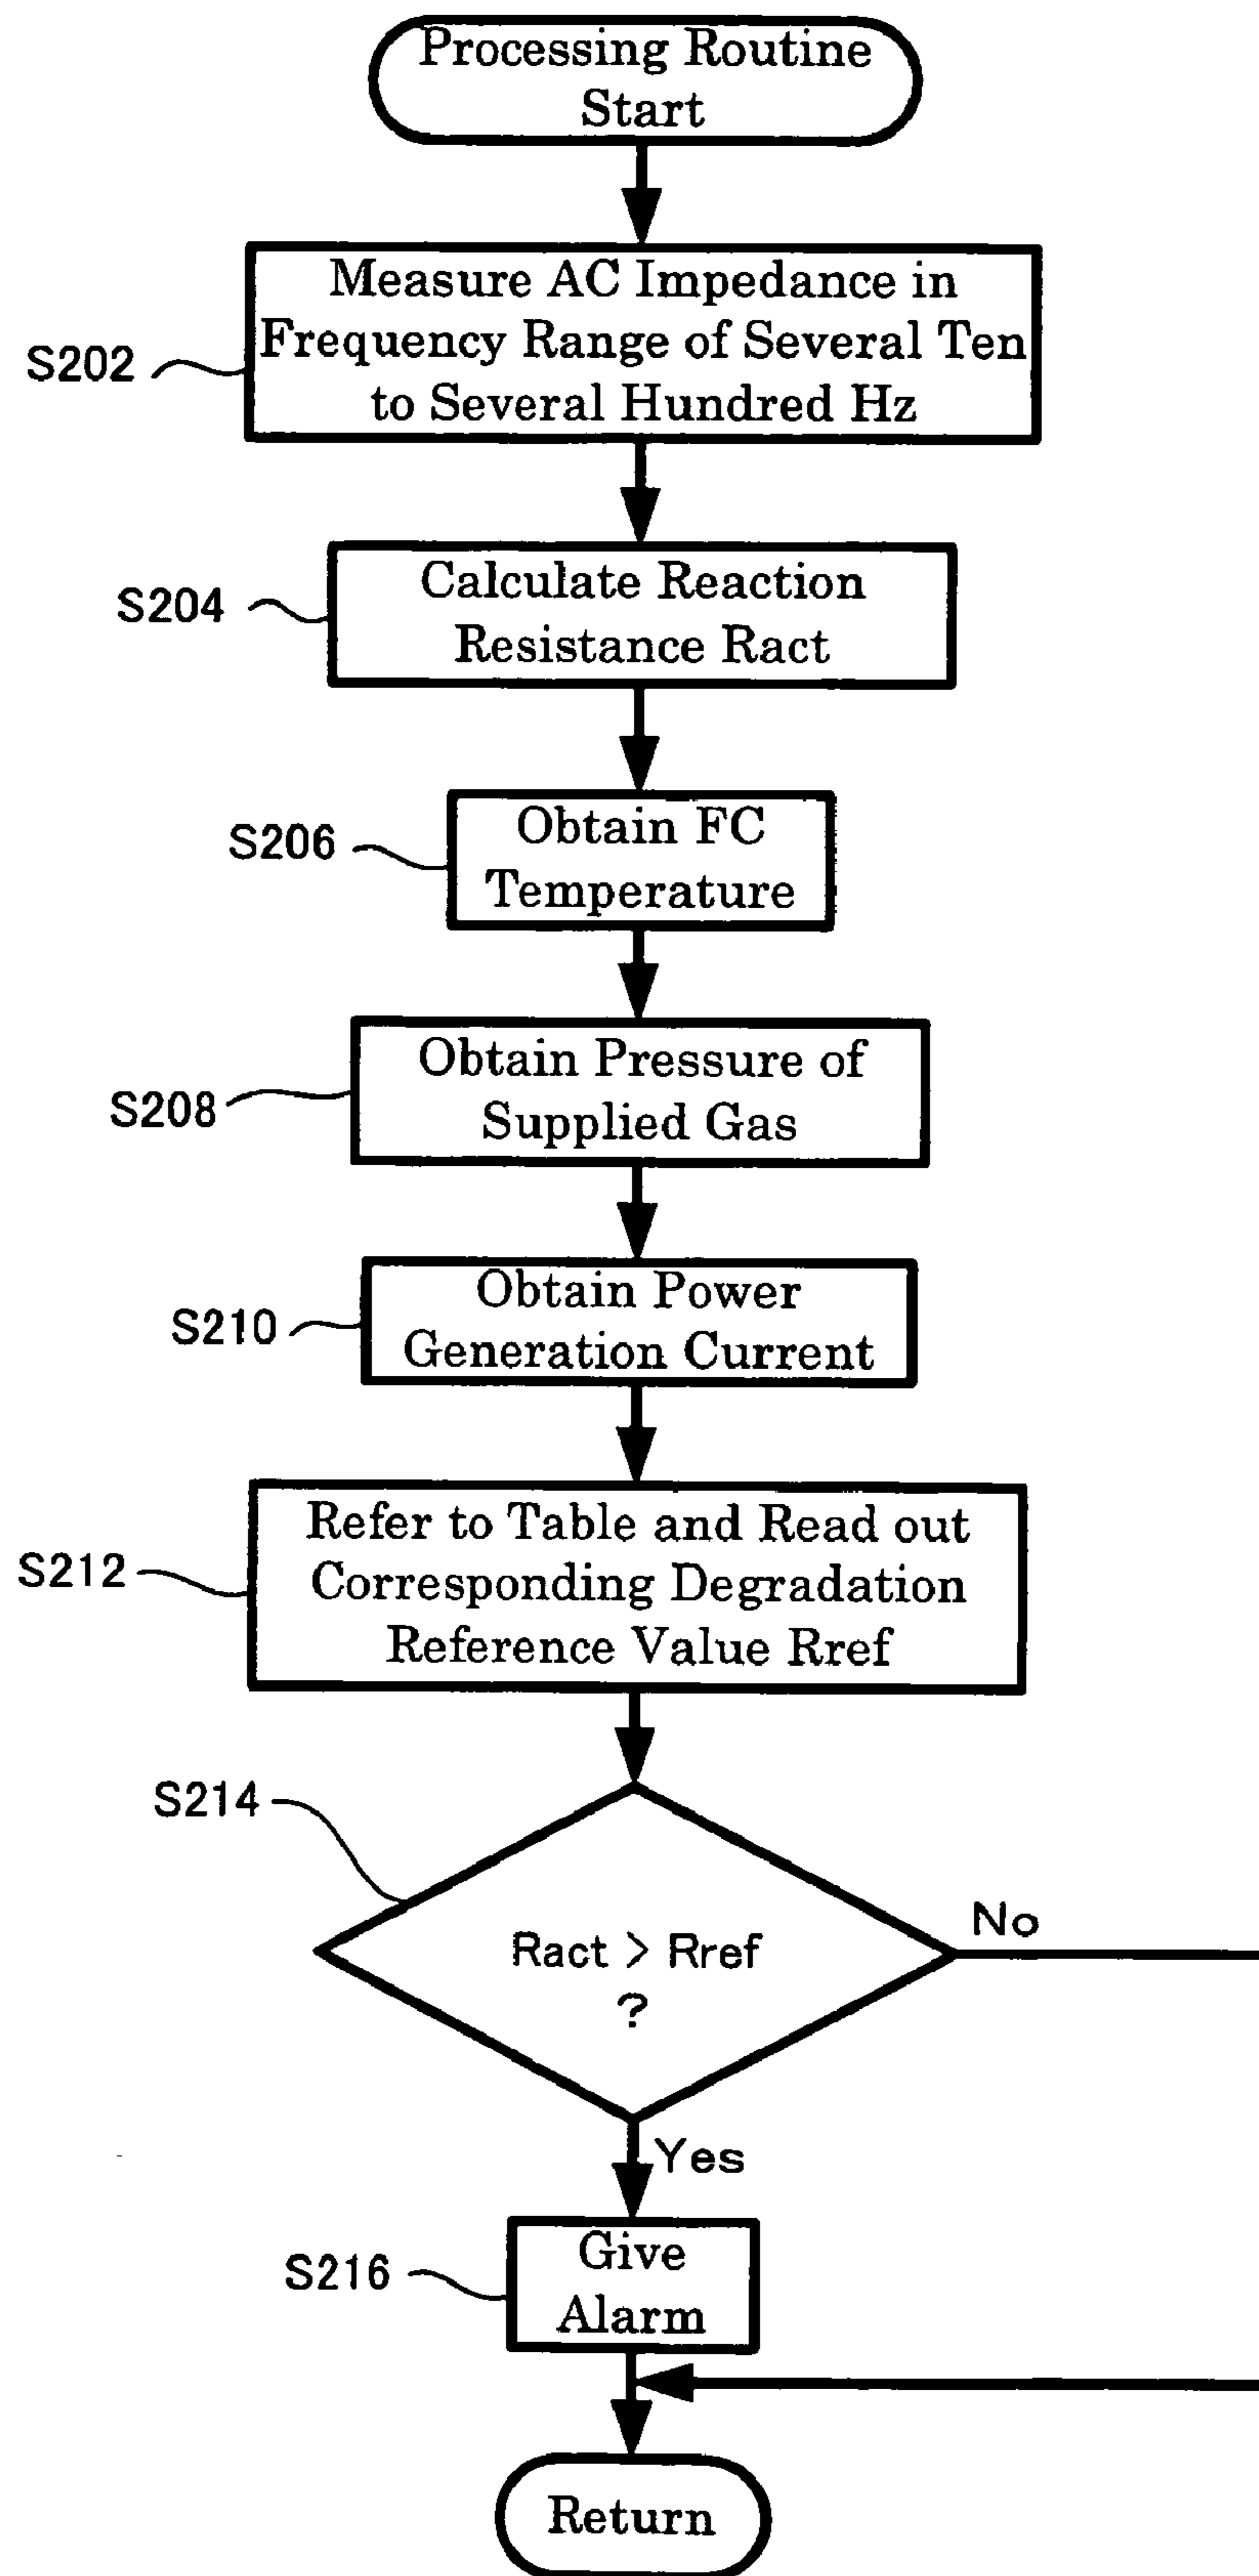 Processing Routine
Start
S202
Measure AC Impedance in
Frequency Range of Several Ten
to Several Hundred Hz
S204
Calculate Reaction
Resistance Ract
S206
Obtain FC
Temperature
S208
Obtain Pressure of
Supplied Gas
S210
Obtain Power
Generation Current
S212
Refer to Table and Read out
Corresponding Degradation
Reference Value Rref
S214
Ract > Rref
?
No
Yes
S216
Give
Alarm
Return